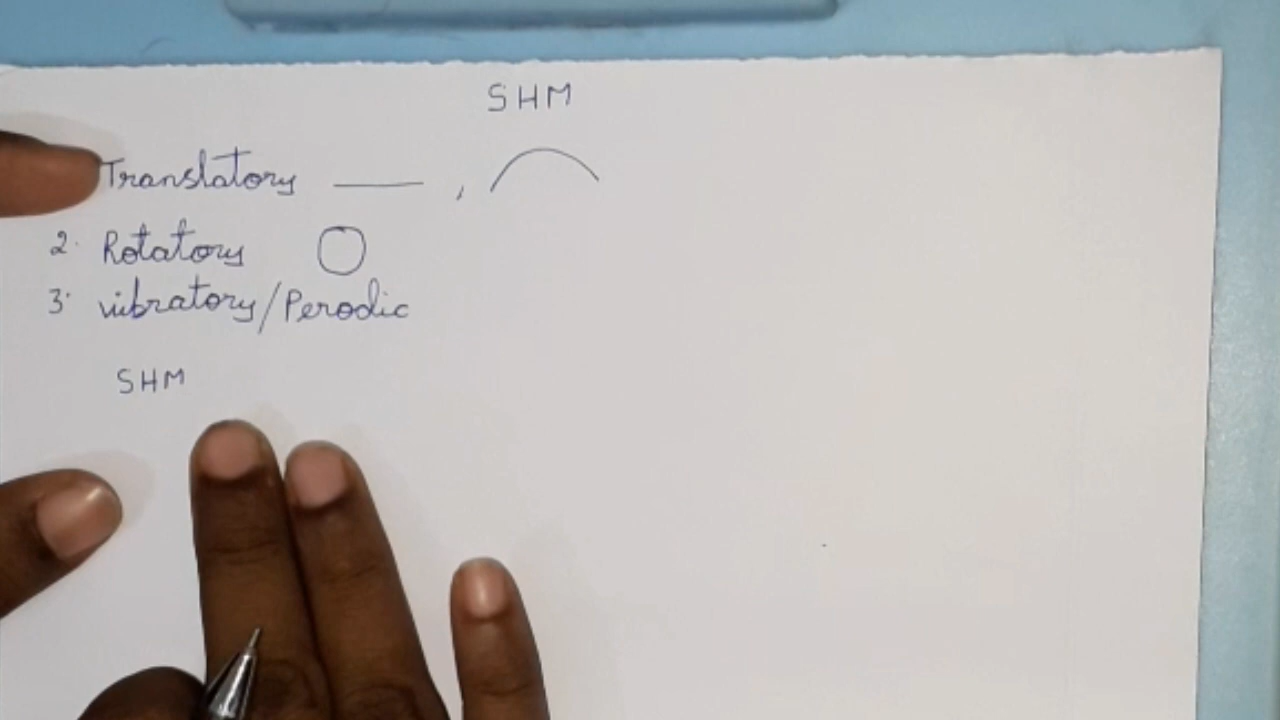 SHM
Translatory ,
2. Rotatory
3. vibratory/Perodic
SHM